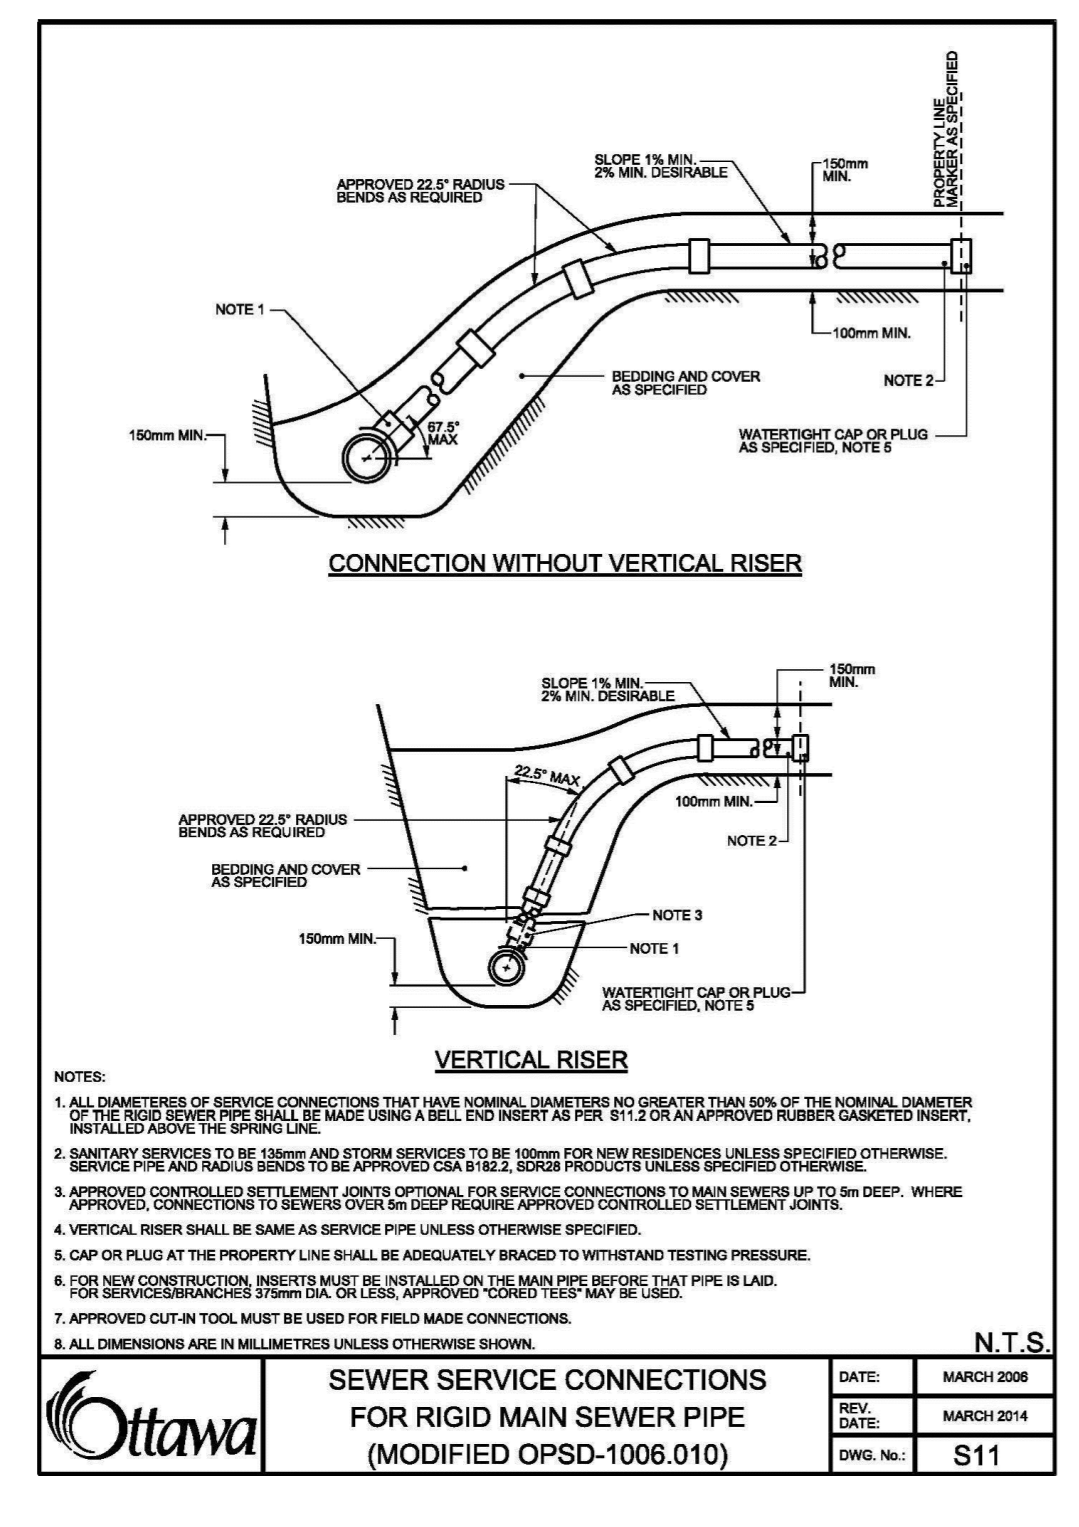 PROPERTY LINE
MARKER AS SPECIFIED
SLOPE 1% MIN.
2% MIN. DESIRABLE
150mm
MIN.
APPROVED 22.5° RADIUS
BENDS AS REQUIRED
NOTE 1
100mm MIN.
BEDDING AND COVER
AS SPECIFIED
NOTE 2
67.5°
MAX
150mm MIN.
WATERTIGHT CAP OR PLUG
AS SPECIFIED, NOTE 5
CONNECTION WITHOUT VERTICAL RISER
150mm
MIN.
SLOPE 1% MIN.
2% MIN. DESIRABLE
22.5° MAX
100mm MIN.
APPROVED 22.5° RADIUS
BENDS AS REQUIRED
NOTE 2
BEDDING AND COVER
AS SPECIFIED
NOTE 3
150mm MIN.
NOTE 1
WATERTIGHT CAP OR PLUG
AS SPECIFIED, NOTE 5
VERTICAL RISER
NOTES:
1. ALL DIAMETERES OF SERVICE CONNECTIONS THAT HAVE NOMINAL DIAMETERS NO GREATER THAN 50% OF THE NOMINAL DIAMETER
OF THE RIGID SEWER PIPE SHALL BE MADE USING A BELL END INSERT AS PER S11.2 OR AN APPROVED RUBBER GASKETED INSERT,
INSTALLED ABOVE THE SPRING LINE.
2. SANITARY SERVICES TO BE 135mm AND STORM SERVICES TO BE 100mm FOR NEW RESIDENCES UNLESS SPECIFIED OTHERWISE.
SERVICE PIPE AND RADIUS BENDS TO BE APPROVED CSA B182.2, SDR28 PRODUCTS UNLESS SPECIFIED OTHERWISE.
3. APPROVED CONTROLLED SETTLEMENT JOINTS OPTIONAL FOR SERVICE CONNECTIONS TO MAIN SEWERS UP TO 5m DEEP. WHERE
APPROVED, CONNECTIONS TO SEWERS OVER 5m DEEP REQUIRE APPROVED CONTROLLED SETTLEMENT JOINTS.
4. VERTICAL RISER SHALL BE SAME AS SERVICE PIPE UNLESS OTHERWISE SPECIFIED.
5. CAP OR PLUG AT THE PROPERTY LINE SHALL BE ADEQUATELY BRACED TO WITHSTAND TESTING PRESSURE.
6. FOR NEW CONSTRUCTION, INSERTS MUST BE INSTALLED ON THE MAIN PIPE BEFORE THAT PIPE IS LAID.
FOR SERVICES/BRANCHES 375mm DIA. OR LESS, APPROVED "CORED TEES" MAY BE USED.
7. APPROVED CUT-IN TOOL MUST BE USED FOR FIELD MADE CONNECTIONS.
8. ALL DIMENSIONS ARE IN MILLIMETRES UNLESS OTHERWISE SHOWN.
N.T.S.
Ottawa
SEWER SERVICE CONNECTIONS
FOR RIGID MAIN SEWER PIPE
(MODIFIED OPSD-1006.010)
DATE: MARCH 2006
REV.
DATE: MARCH 2014
DWG. No.: S11